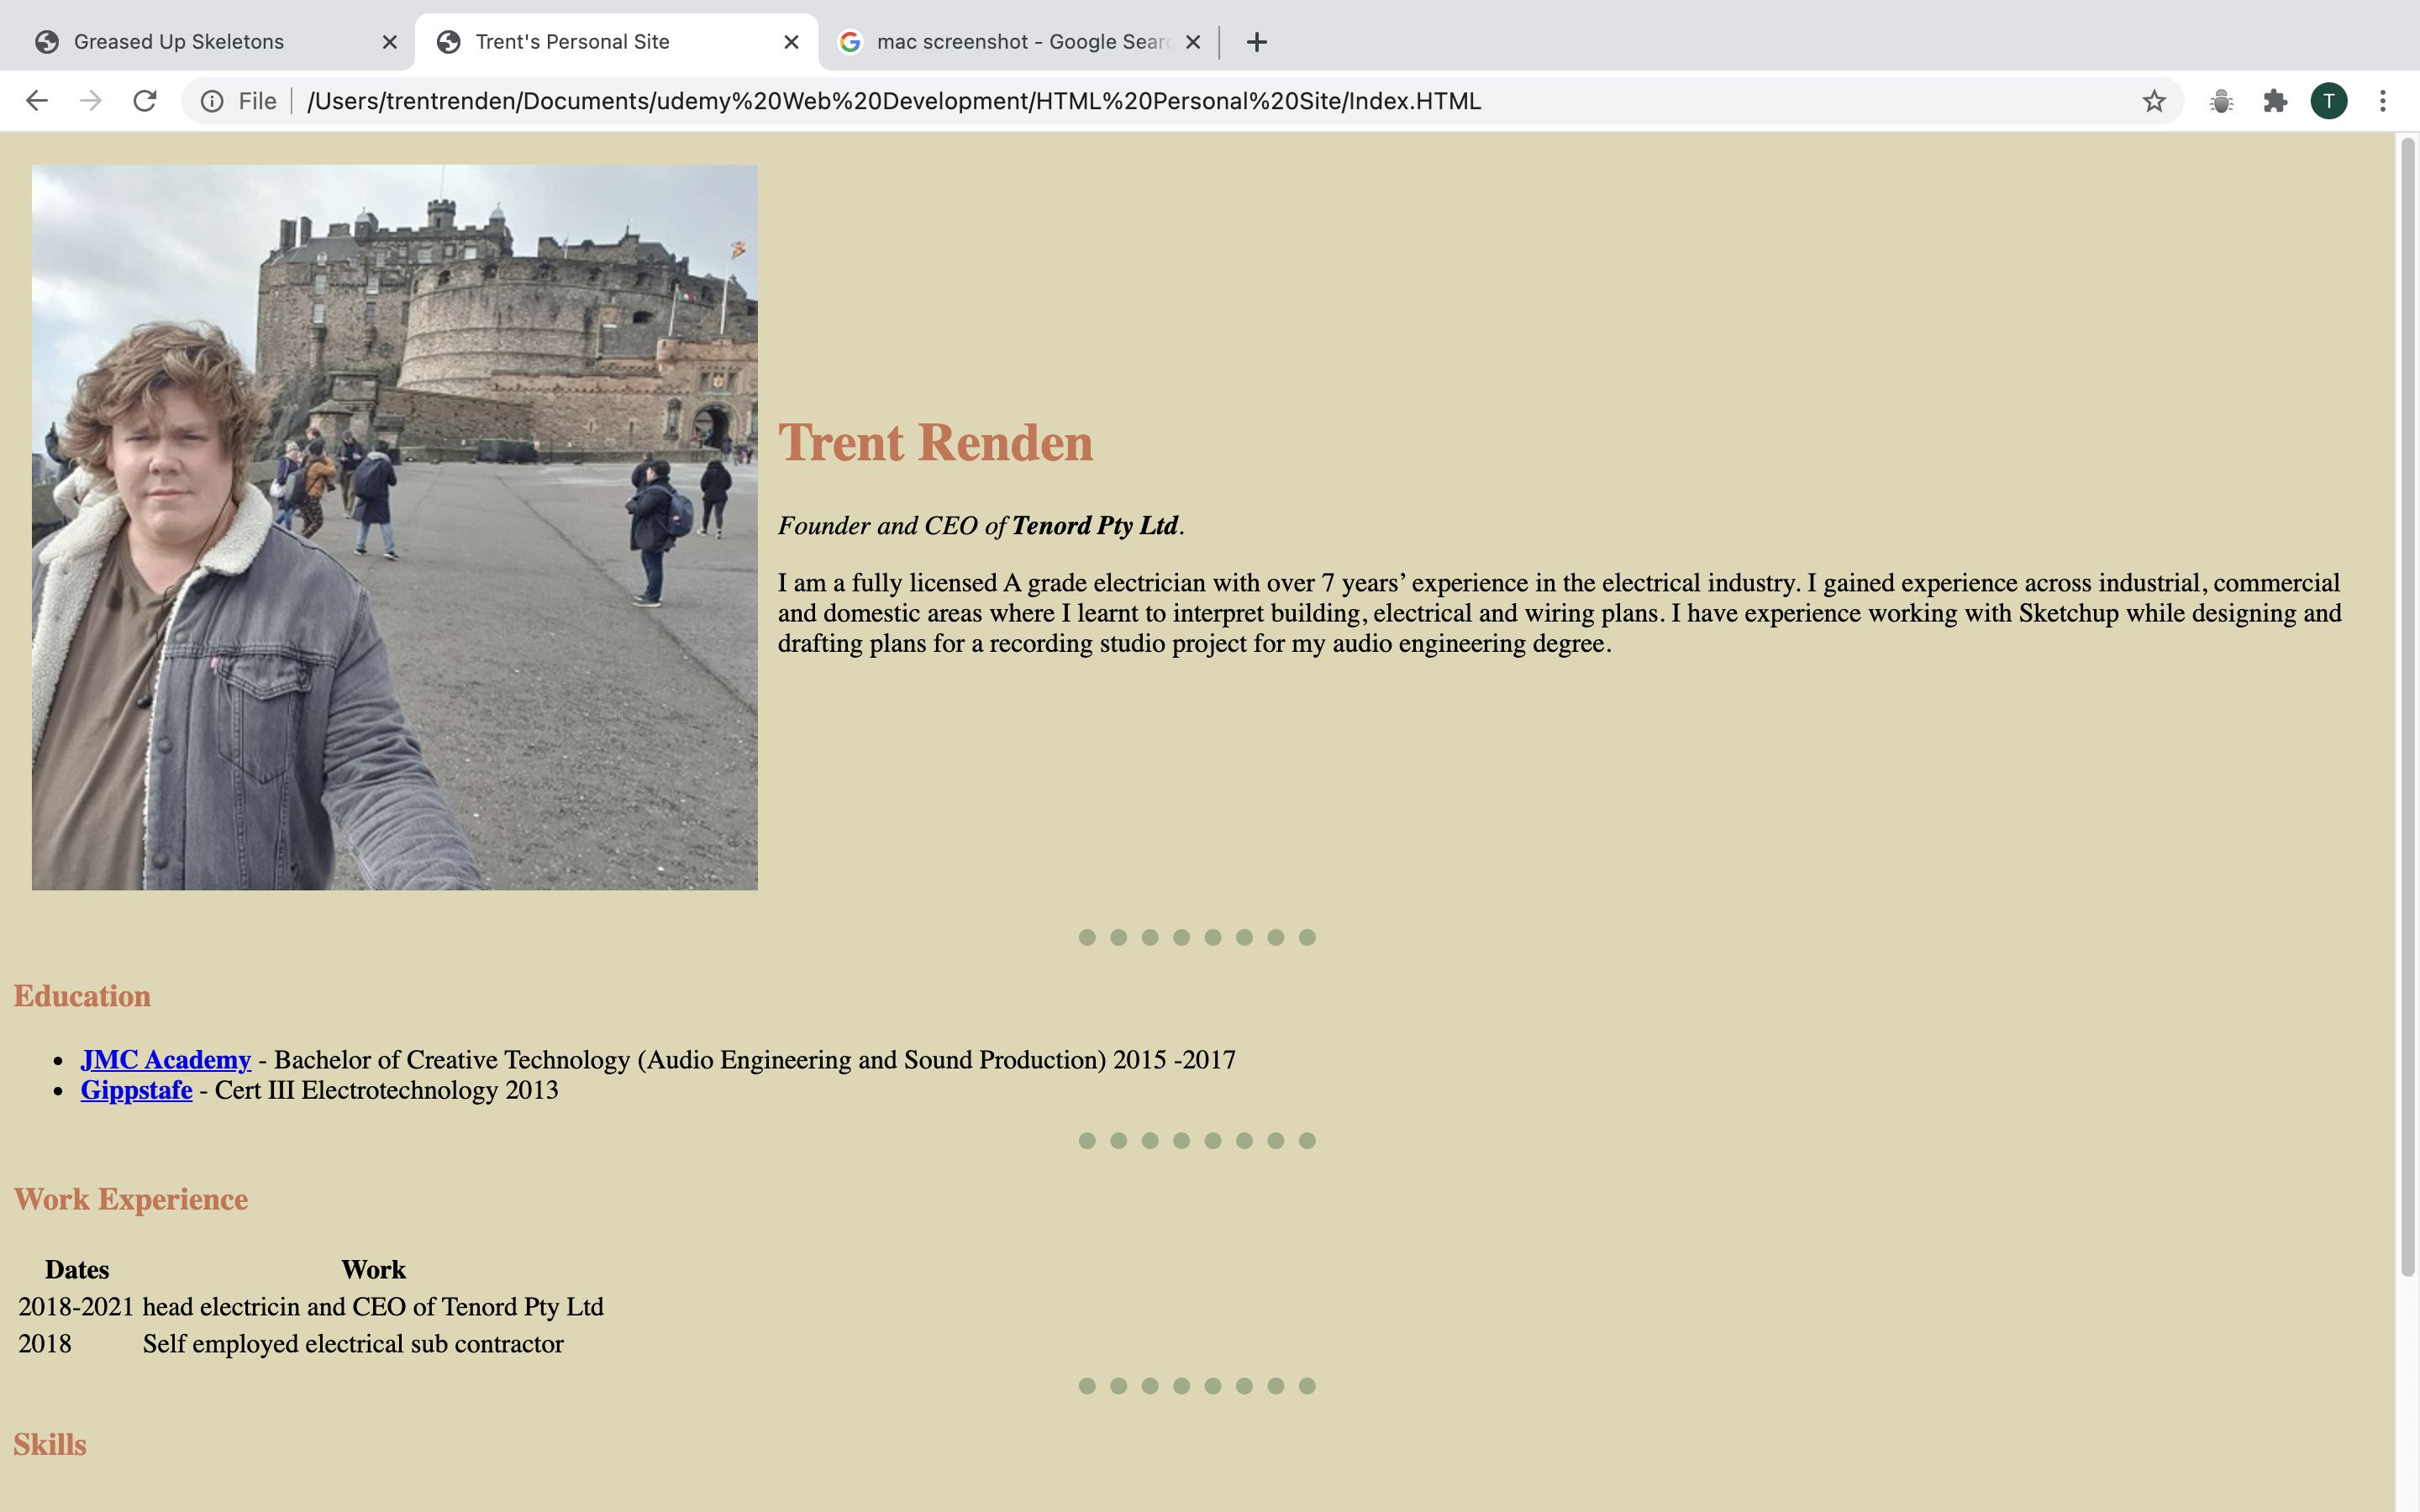 Greased Up Skeletons
Trent's Personal Site
mac screenshot - Google Sear
File
/Users/trentrenden/Documents/udemy%20Web%20Development/HTML%20Personal%20Site/Index.HTML
T
Trent Renden
Founder and CEO of Tenord Pty Ltd.
I am a fully licensed A grade electrician with over 7 years’ experience in the electrical industry. I gained experience across industrial, commercial
and domestic areas where I learnt to interpret building, electrical and wiring plans. I have experience working with Sketchup while designing and
drafting plans for a recording studio project for my audio engineering degree.
Education
JMC Academy - Bachelor of Creative Technology (Audio Engineering and Sound Production) 2015 -2017
Gippstafe - Cert III Electrotechnology 2013
Work Experience
Dates Work
2018-2021 head electricin and CEO of Tenord Pty Ltd
2018 Self employed electrical sub contractor
Skills